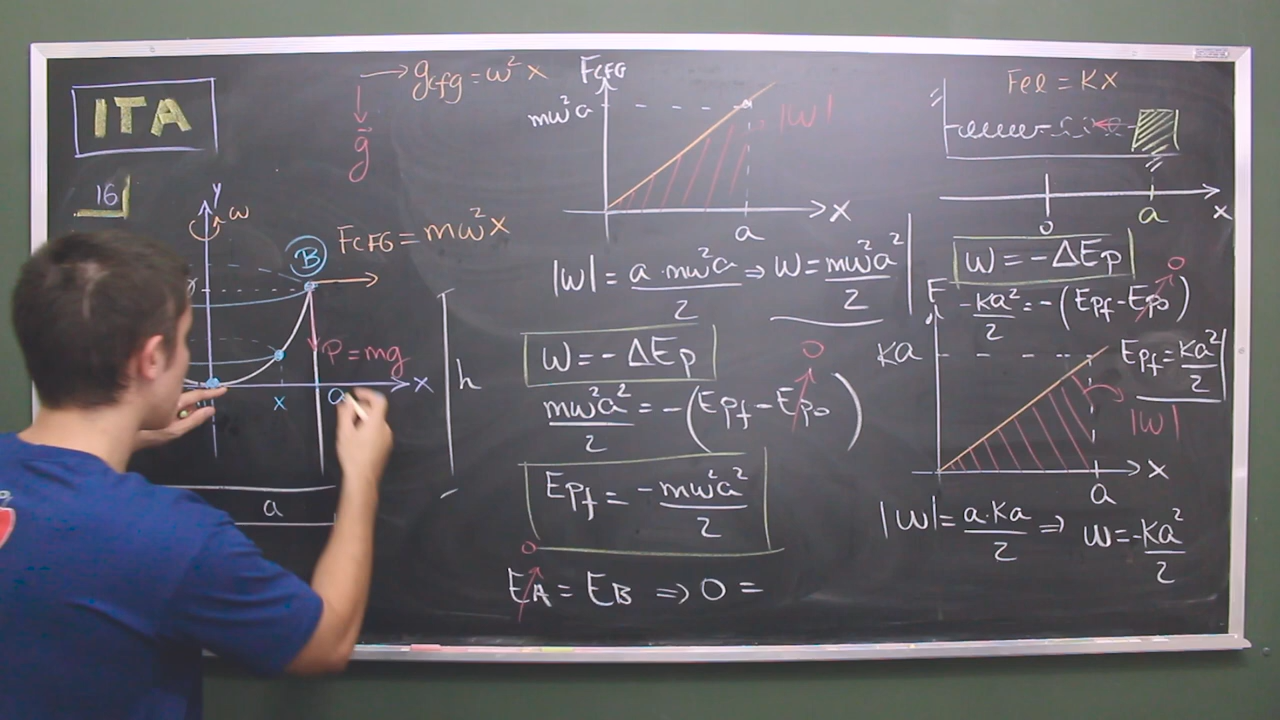 ITA
16
g_cfg = ω²x
g
y
ω
F_CFG = mω²x
B
P = mg
x
x
a
h
a
F_CFG
mω²a
|W|
x
a
|W| = a·mω²a/2 ⇒ W = mω²a²/2
W = -ΔEp
mω²a²/2 = -(Epf - Ep0)
0
Epf = -mω²a²/2
0
EA = EB ⇒ 0 =
Fel = Kx
0
a
x
W = -ΔEp
0
-Ka²/2 = -(Epf - Ep0)
F
Ka
Epf = Ka²/2
|W|
x
a
|W| = a·Ka/2 ⇒ W = -Ka²/2